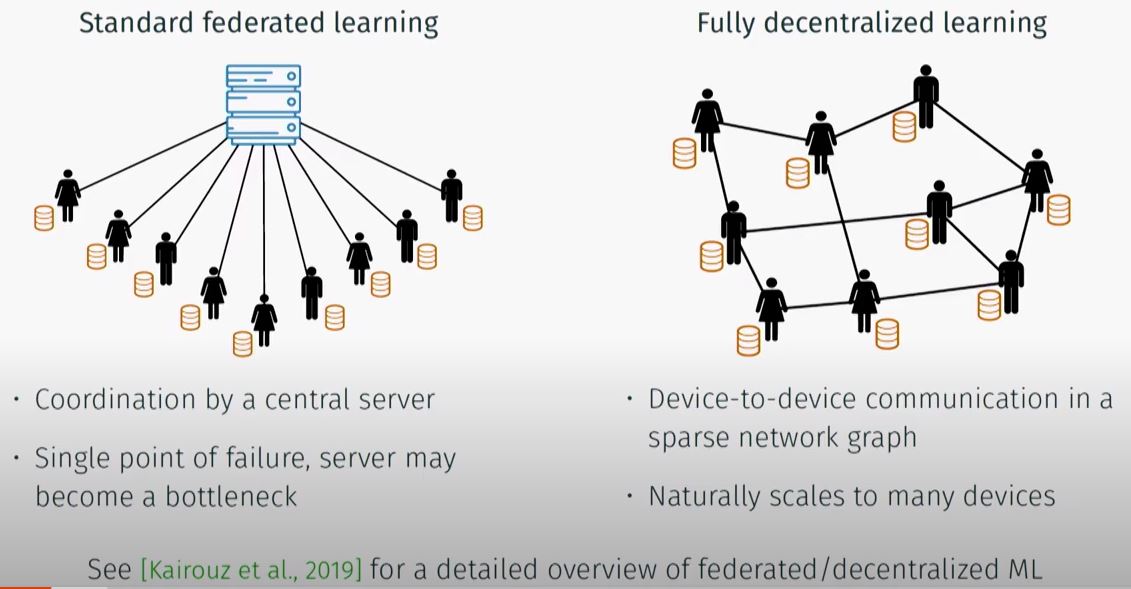 Standard federated learning
Fully decentralized learning
· Coordination by a central server
· Single point of failure, server may
become a bottleneck
· Device-to-device communication in a
sparse network graph
· Naturally scales to many devices
See [Kairouz et al., 2019] for a detailed overview of federated/decentralized ML